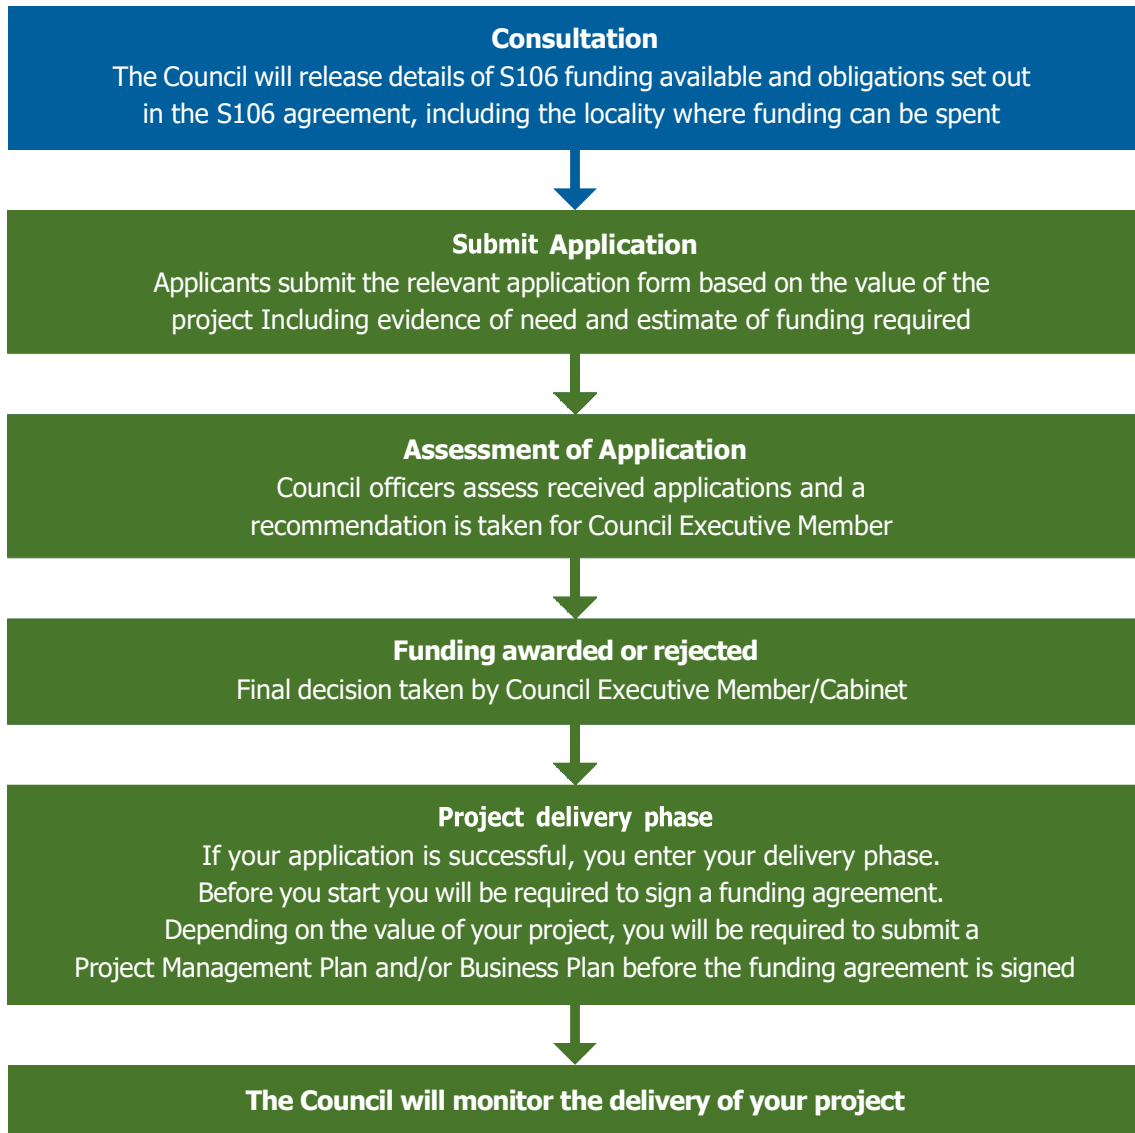 Consultation
The Council will release details of S106 funding available and obligations set out
in the S106 agreement, including the locality where funding can be spent
Submit Application
Applicants submit the relevant application form based on the value of the
project Including evidence of need and estimate of funding required
Assessment of Application
Council officers assess received applications and a
recommendation is taken for Council Executive Member
Funding awarded or rejected
Final decision taken by Council Executive Member/Cabinet
Project delivery phase
If your application is successful, you enter your delivery phase.
Before you start you will be required to sign a funding agreement.
Depending on the value of your project, you will be required to submit a
Project Management Plan and/or Business Plan before the funding agreement is signed
The Council will monitor the delivery of your project